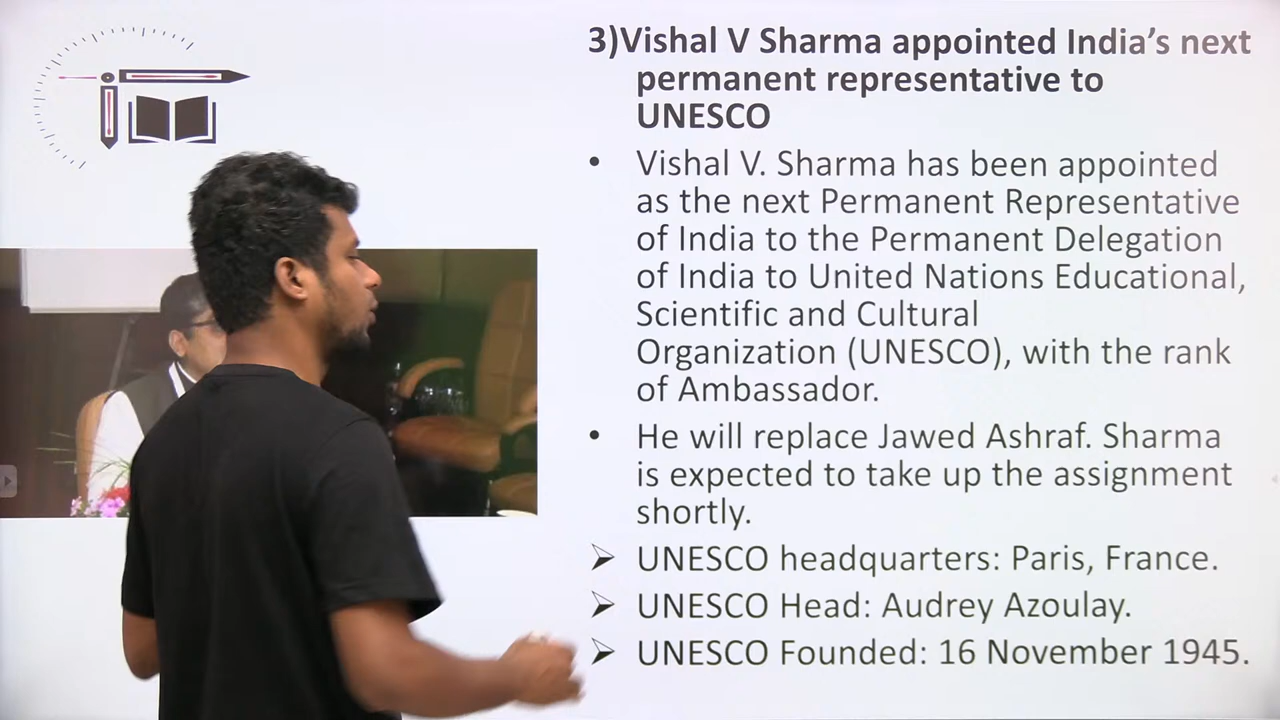 3)Vishal V Sharma appointed India’s next
permanent representative to
UNESCO
• Vishal V. Sharma has been appointed
as the next Permanent Representative
of India to the Permanent Delegation
of India to United Nations Educational,
Scientific and Cultural
Organization (UNESCO), with the rank
of Ambassador.
• He will replace Jawed Ashraf. Sharma
is expected to take up the assignment
shortly.
➢ UNESCO headquarters: Paris, France.
➢ UNESCO Head: Audrey Azoulay.
➢ UNESCO Founded: 16 November 1945.